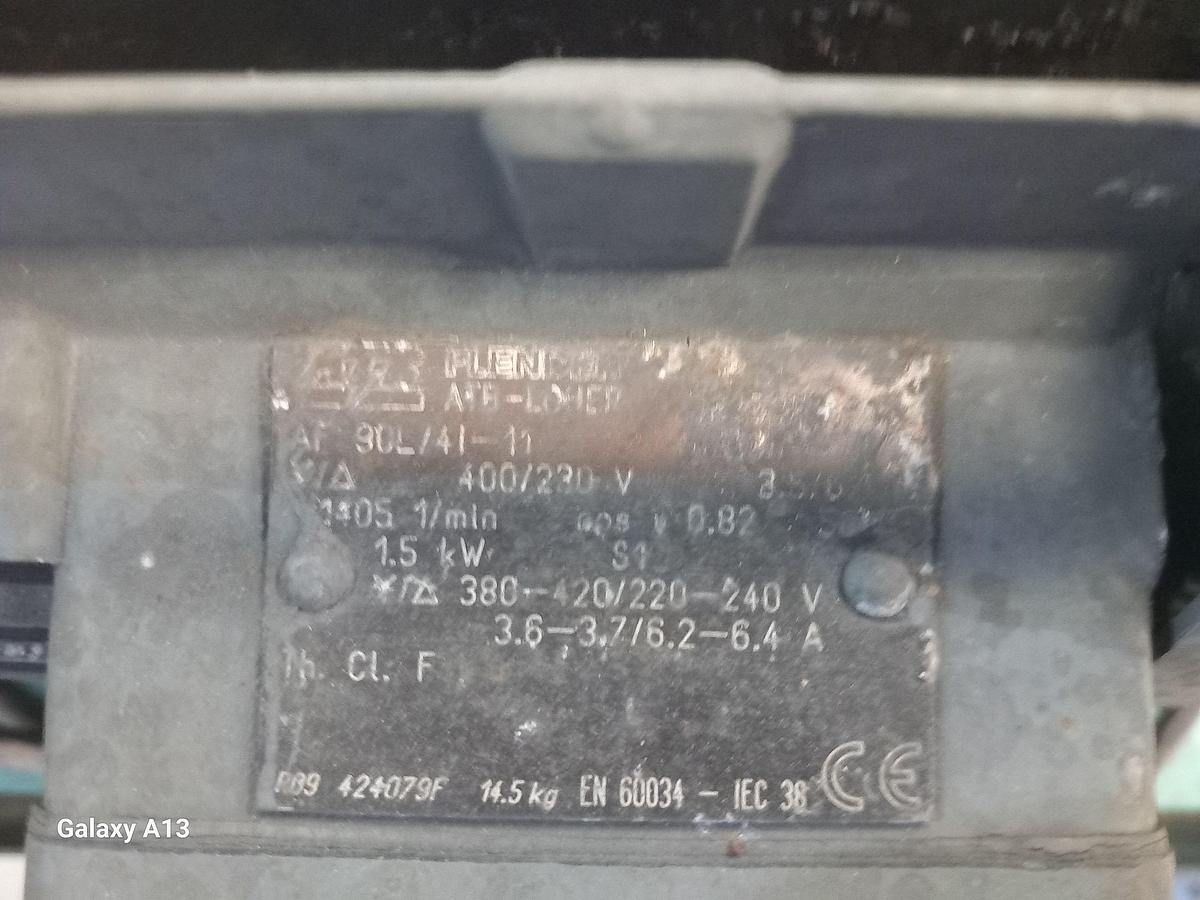 ATB-LOHER
AF 90L/4I-11
/△ 400/230 V
1405 1/min cos φ 0.82
1.5 kW S1
/△ 380-420/220-240 V
3.6-3.7/6.2-6.4 A
Th. Cl. F
424079F 14.5 kg EN 60034 - IEC 38 CE
Galaxy A13